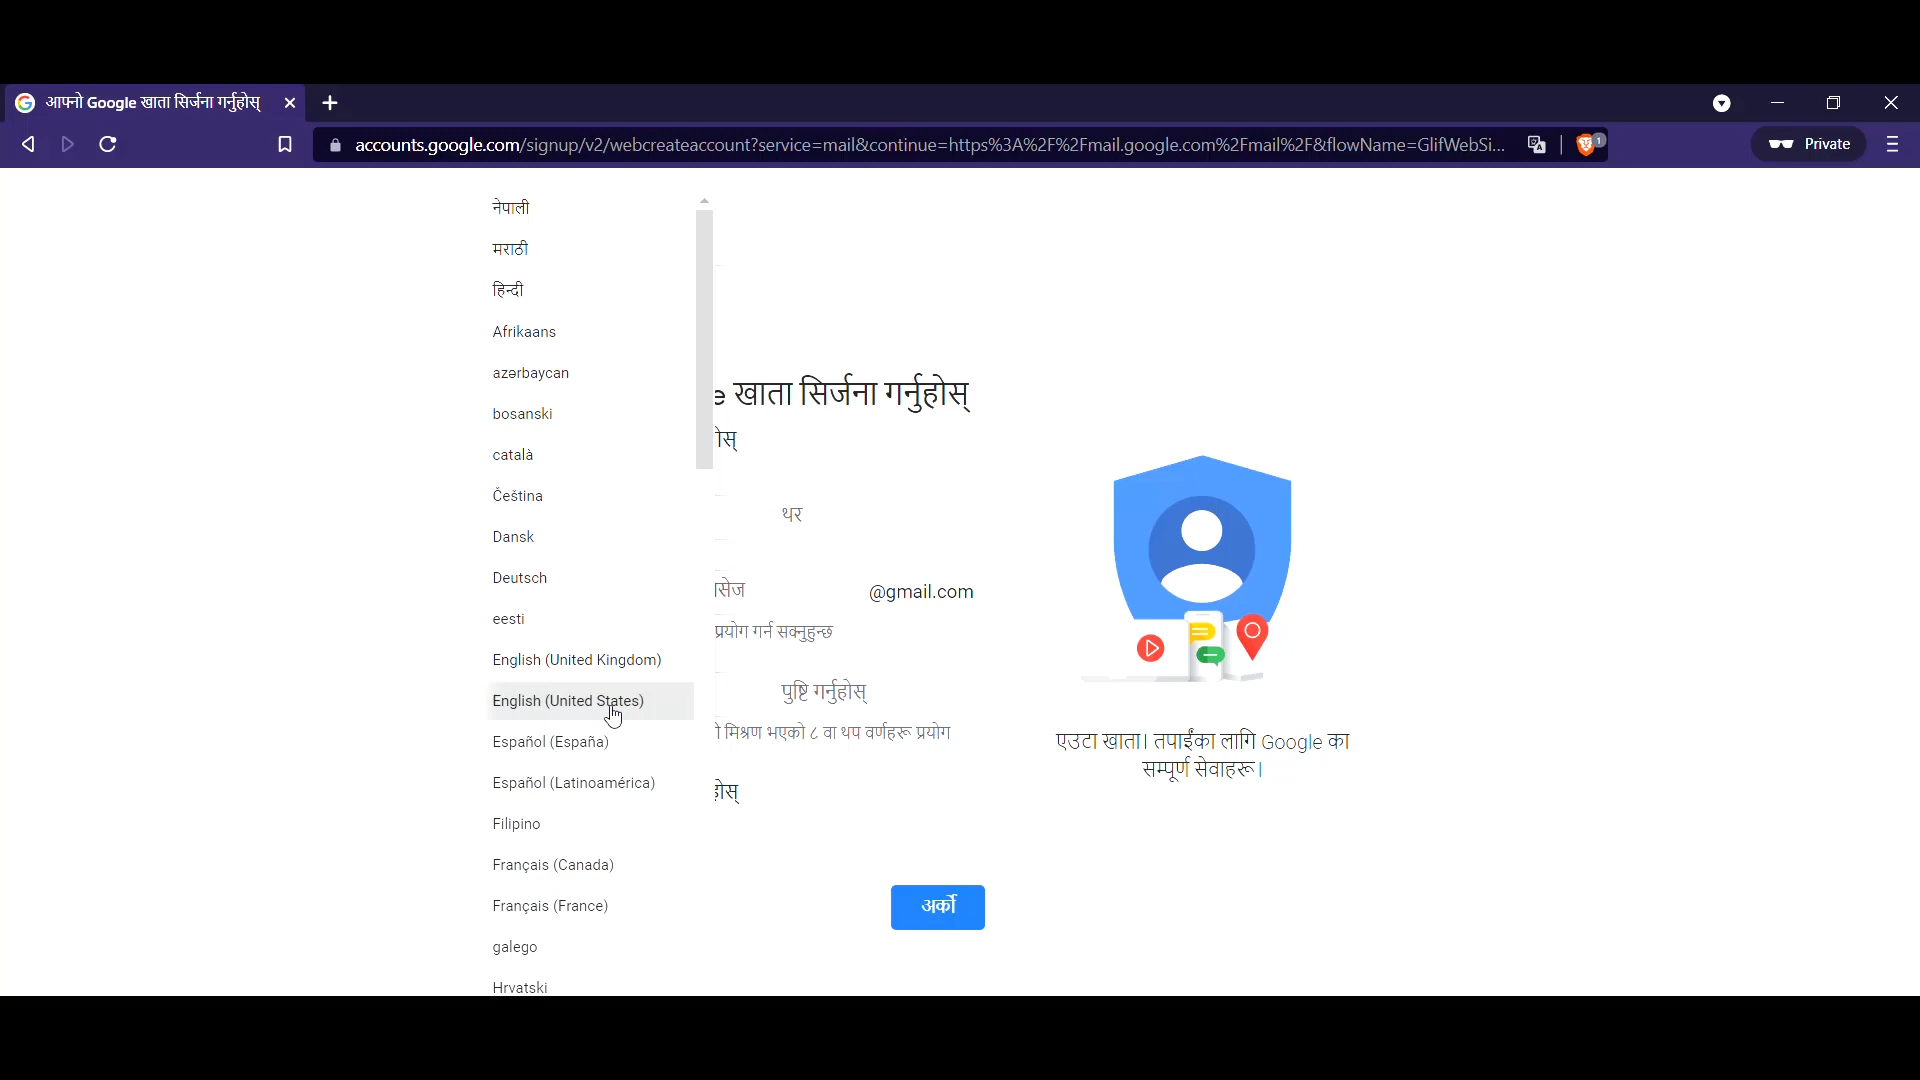 आफ्नो Google खाता सिर्जना गर्नुहोस्
accounts.google.com/signup/v2/webcreateaccount?service=mail&continue=https%3A%2F%2Fmail.google.com%2Fmail%2F&flowName=GlifWebSi...
1
Private
नेपाली
मराठी
हिन्दी
Afrikaans
azərbaycan
bosanski
català
Čeština
Dansk
Deutsch
eesti
English (United Kingdom)
English (United States)
Español (España)
Español (Latinoamérica)
Filipino
Français (Canada)
Français (France)
galego
Hrvatski
e खाता सिर्जना गर्नुहोस्
थर
@gmail.com
प्रयोग गर्न सक्नुहुन्छ
पुष्टि गर्नुहोस्
मिश्रण भएको ८ वा थप वर्णहरू प्रयोग
अर्को
एउटा खाता। तपाईंका लागि Google का
सम्पूर्ण सेवाहरू।